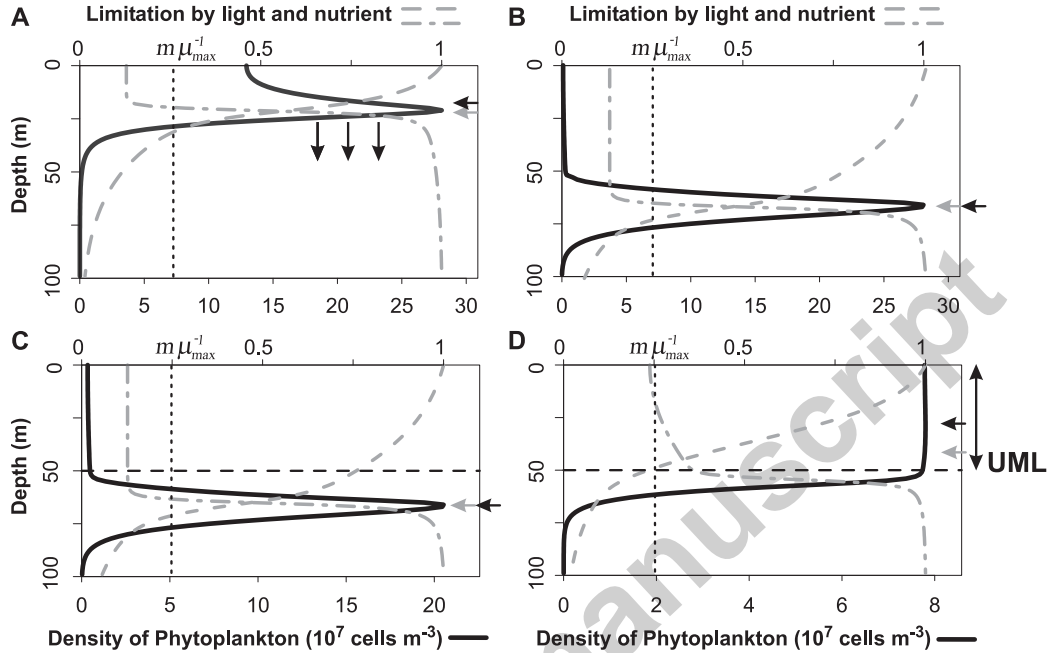 A Limitation by light and nutrient B Limitation by light and nutrient
0 m μ_max^-1 0.5 1 0 m μ_max^-1 0.5 1
0 0
50 50
Depth (m)
100 100
0 5 10 15 20 25 30 0 5 10 15 20 25 30
C D
0 m μ_max^-1 0.5 1 0 m μ_max^-1 0.5 1
0 0
50 50 UML
Depth (m)
100 100
0 5 10 15 20 0 2 4 6 8
Density of Phytoplankton (10^7 cells m^-3) Density of Phytoplankton (10^7 cells m^-3)
manuscript